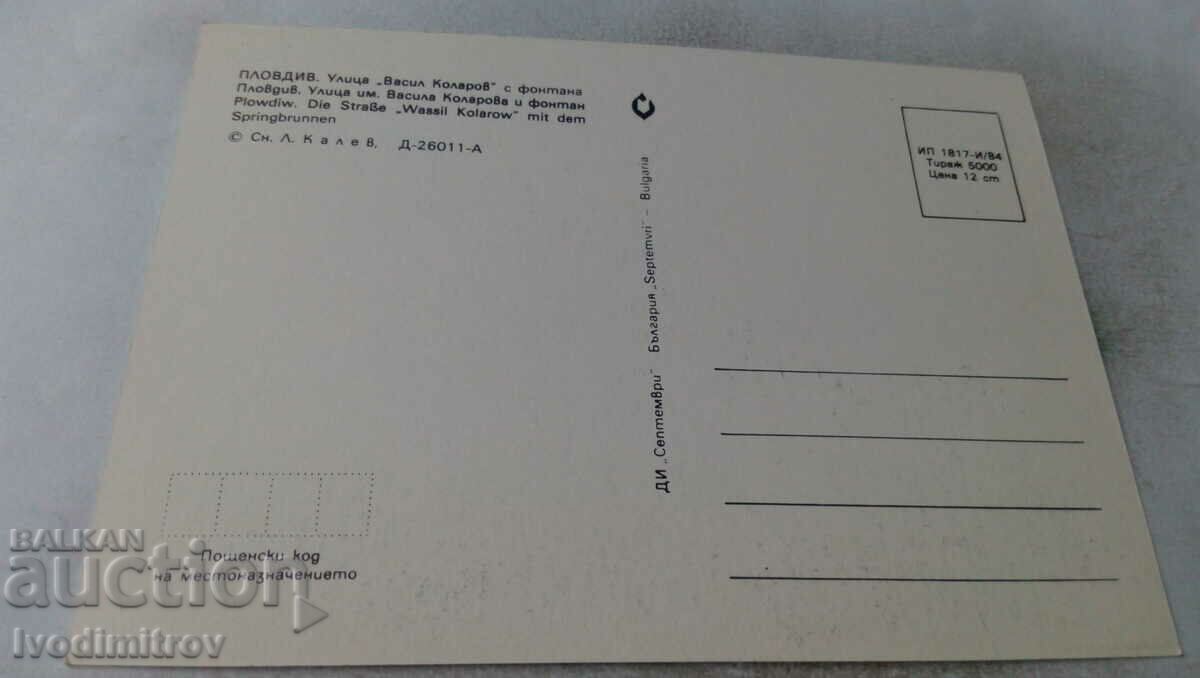 ПЛОВДИВ. Улица „Васил Коларов" с фонтана
Пловдив. Улица им. Васила Коларова и фонтан
Plowdiw. Die Straße „Wassil Kolarow" mit dem
Springbrunnen
© Сн. Л. Калев, Д-26011-А
ДИ „Септември" България „Septemvri" – Bulgaria
ИП 1817-И/84
Тираж 5000
Цена 12 ст
Пощенски код
на местоназначението
BALKAN
auction
Ivodimitrov